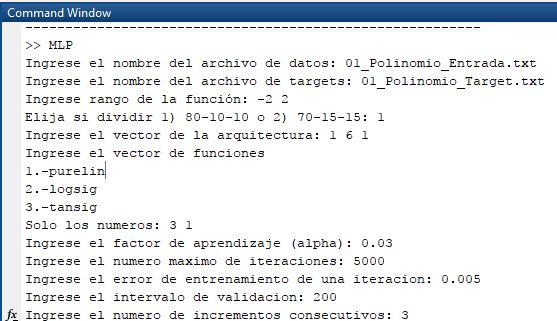 Command Window
>> MLP
Ingrese el nombre del archivo de datos: 01_Polinomio_Entrada.txt
Ingrese el nombre del archivo de targets: 01_Polinomio_Target.txt
Ingrese rango de la función: -2 2
Elija si dividir 1) 80-10-10 o 2) 70-15-15: 1
Ingrese el vector de la arquitectura: 1 6 1
Ingrese el vector de funciones
1.-purelin
2.-logsig
3.-tansig
Solo los numeros: 3 1
Ingrese el factor de aprendizaje (alpha): 0.03
Ingrese el numero maximo de iteraciones: 5000
Ingrese el error de entrenamiento de una iteracion: 0.005
Ingrese el intervalo de validacion: 200
fx Ingrese el numero de incrementos consecutivos: 3